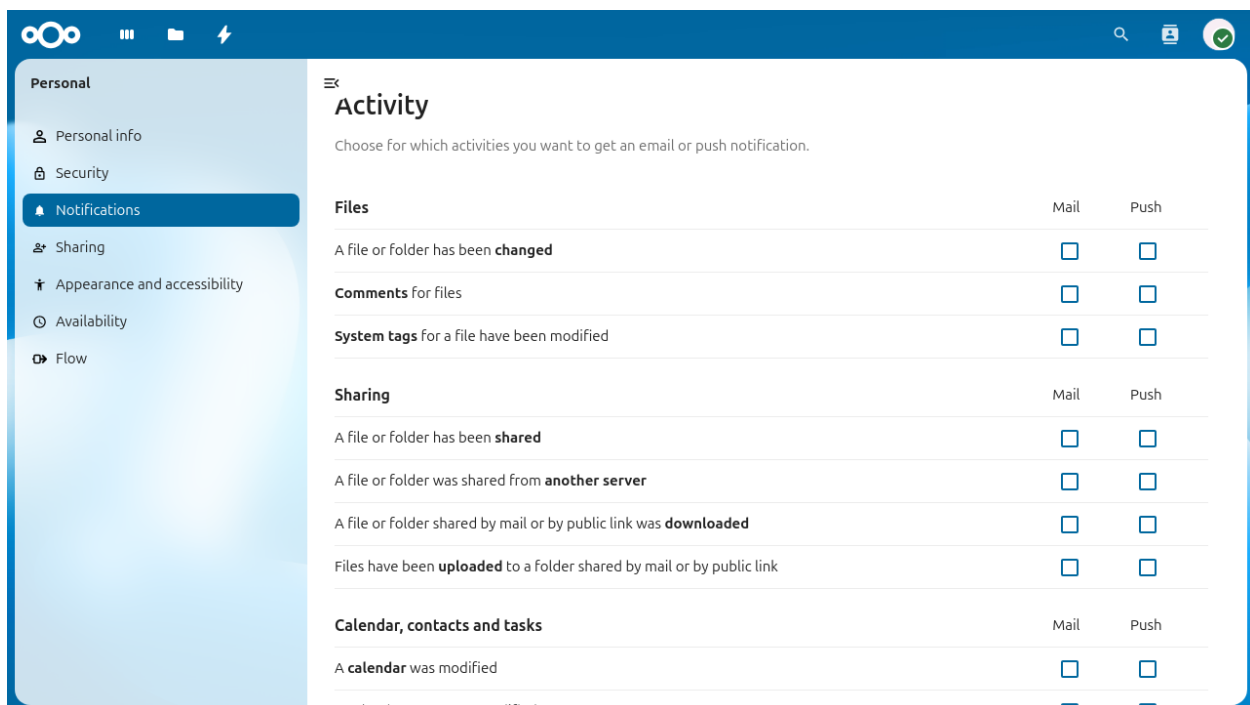 Personal
Personal info
Security
Notifications
Sharing
Appearance and accessibility
Availability
Flow
Activity
Choose for which activities you want to get an email or push notification.
Files Mail Push
A file or folder has been changed
Comments for files
System tags for a file have been modified
Sharing Mail Push
A file or folder has been shared
A file or folder was shared from another server
A file or folder shared by mail or by public link was downloaded
Files have been uploaded to a folder shared by mail or by public link
Calendar, contacts and tasks Mail Push
A calendar was modified